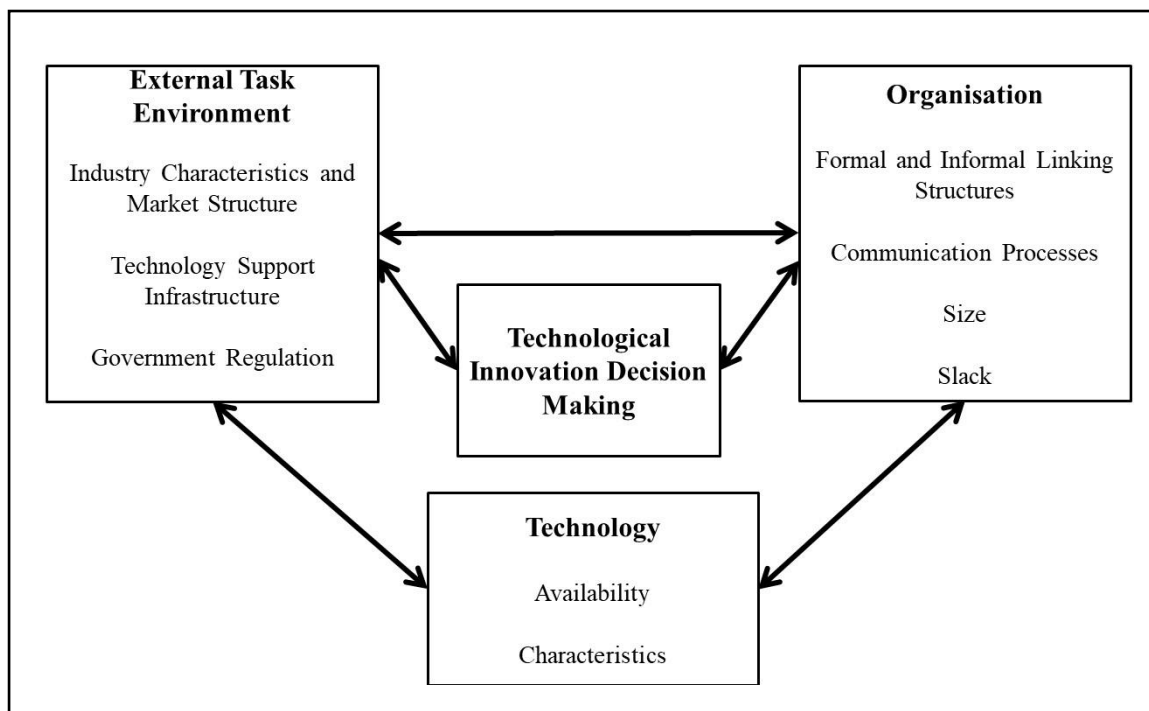 External Task
Environment
Industry Characteristics and
Market Structure
Technology Support
Infrastructure
Government Regulation
Organisation
Formal and Informal Linking
Structures
Communication Processes
Size
Slack
Technological
Innovation Decision
Making
Technology
Availability
Characteristics